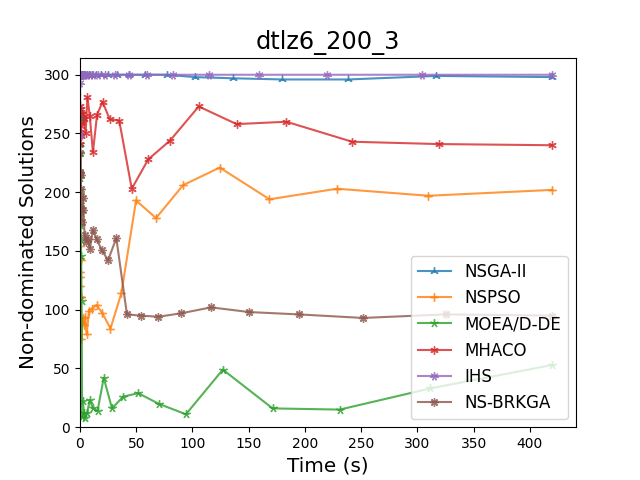 dtlz6_200_3
Non-dominated Solutions
300
250
200
150
100
50
0
0 50 100 150 200 250 300 350 400
Time (s)
NSGA-II
NSPSO
MOEA/D-DE
MHACO
IHS
NS-BRKGA